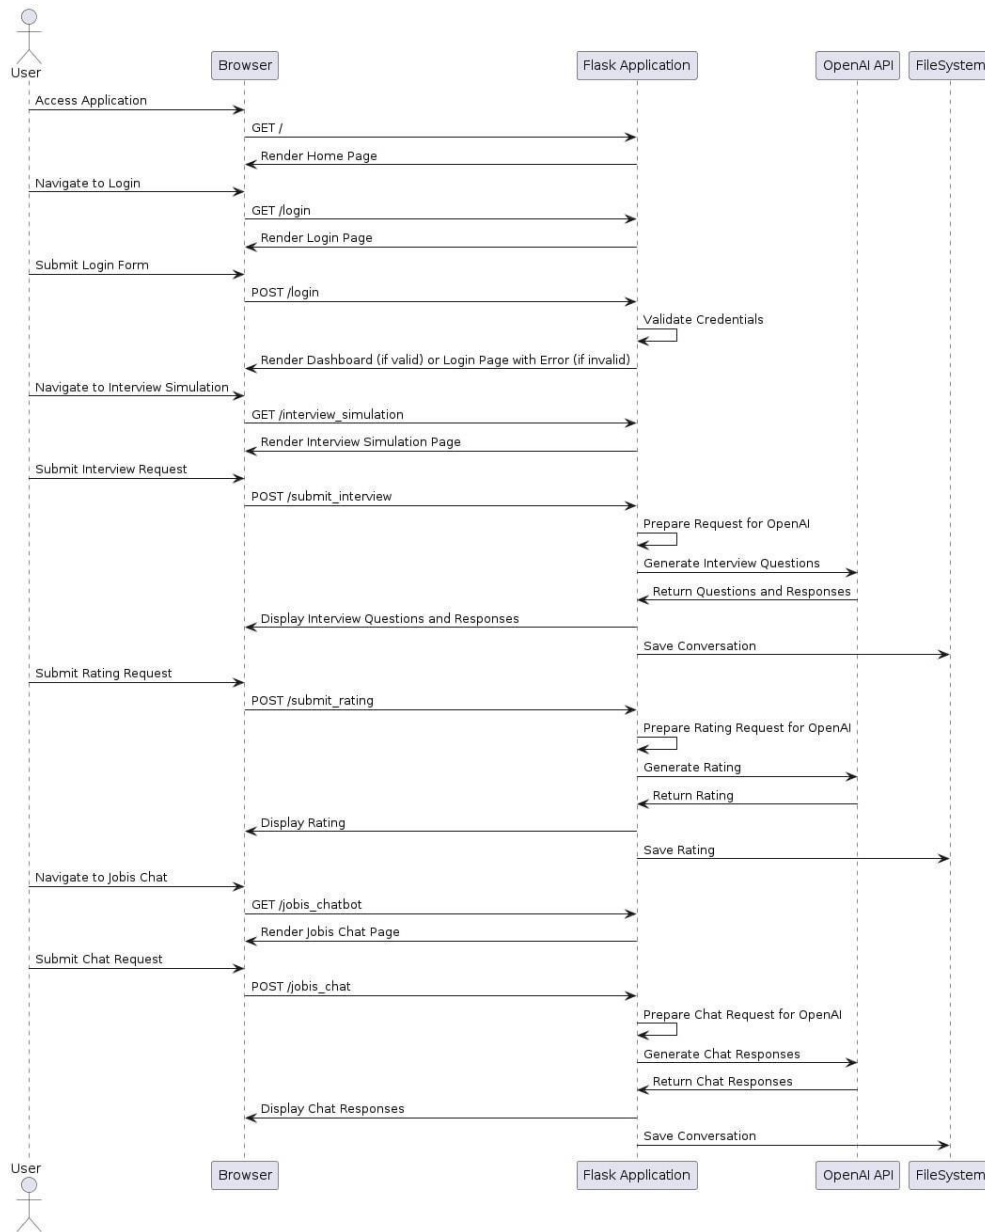 User
Browser
Flask Application
OpenAI API
FileSystem
Access Application
GET /
Render Home Page
Navigate to Login
GET /login
Render Login Page
Submit Login Form
POST /login
Validate Credentials
Render Dashboard (if valid) or Login Page with Error (if invalid)
Navigate to Interview Simulation
GET /interview_simulation
Render Interview Simulation Page
Submit Interview Request
POST /submit_interview
Prepare Request for OpenAI
Generate Interview Questions
Return Questions and Responses
Display Interview Questions and Responses
Save Conversation
Submit Rating Request
POST /submit_rating
Prepare Rating Request for OpenAI
Generate Rating
Return Rating
Display Rating
Save Rating
Navigate to Jobis Chat
GET /jobis_chatbot
Render Jobis Chat Page
Submit Chat Request
POST /jobis_chat
Prepare Chat Request for OpenAI
Generate Chat Responses
Return Chat Responses
Display Chat Responses
Save Conversation
User
Browser
Flask Application
OpenAI API
FileSystem